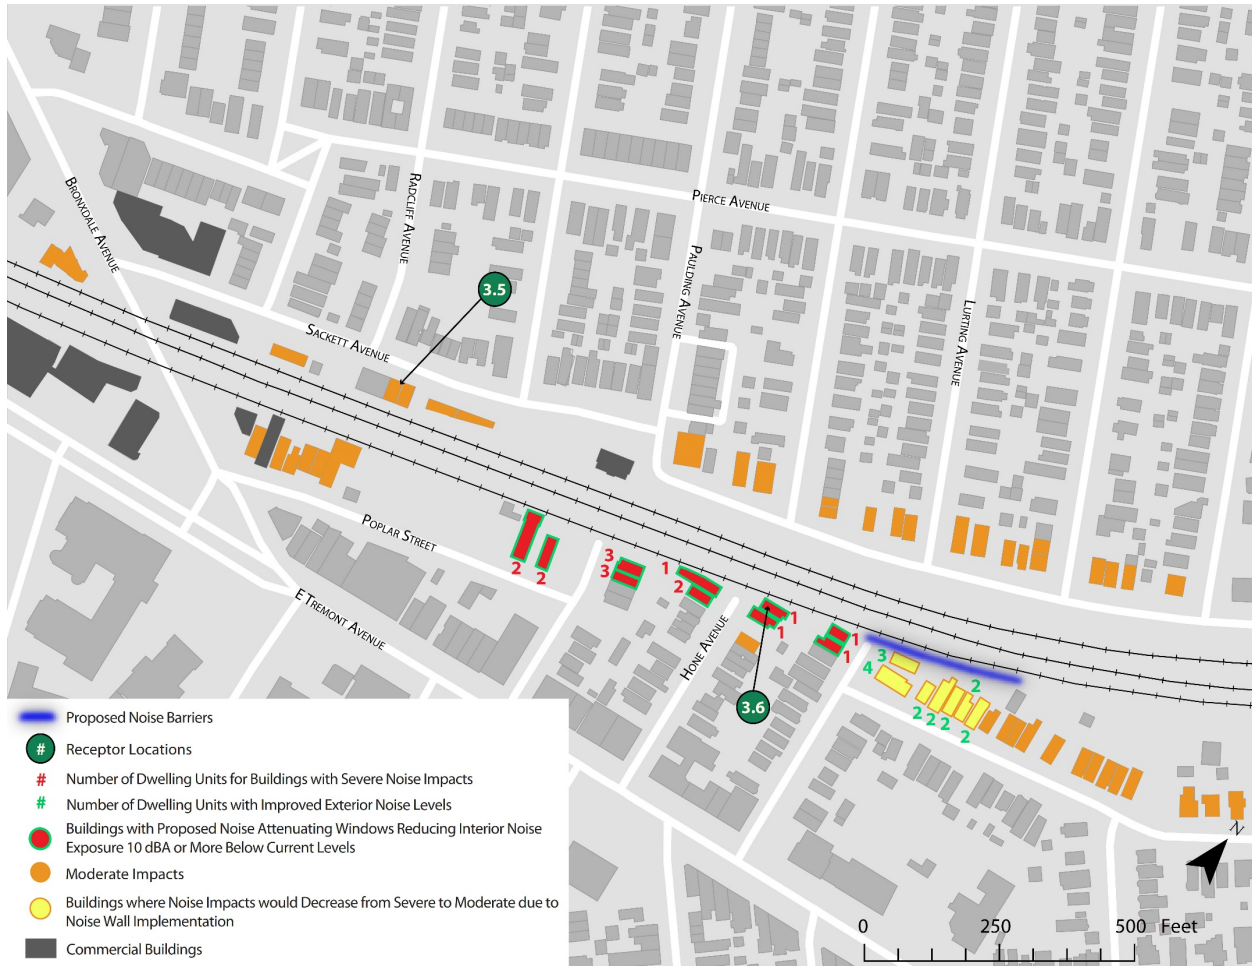 PIERCE AVENUE
RADCLIFF AVENUE
BRONXDALE AVENUE
PAULDING AVENUE
3.5
LURTING AVENUE
SACKETT AVENUE
POPLAR STREET
E TREMONT AVENUE
HONE AVENUE
2
2
3
3
1
2
1
1
1
1
3.6
3
4
2
2
2
2
2
N
0 250 500 Feet
Proposed Noise Barriers
# Receptor Locations
# Number of Dwelling Units for Buildings with Severe Noise Impacts
# Number of Dwelling Units with Improved Exterior Noise Levels
Buildings with Proposed Noise Attenuating Windows Reducing Interior Noise
Exposure 10 dBA or More Below Current Levels
Moderate Impacts
Buildings where Noise Impacts would Decrease from Severe to Moderate due to
Noise Wall Implementation
Commercial Buildings